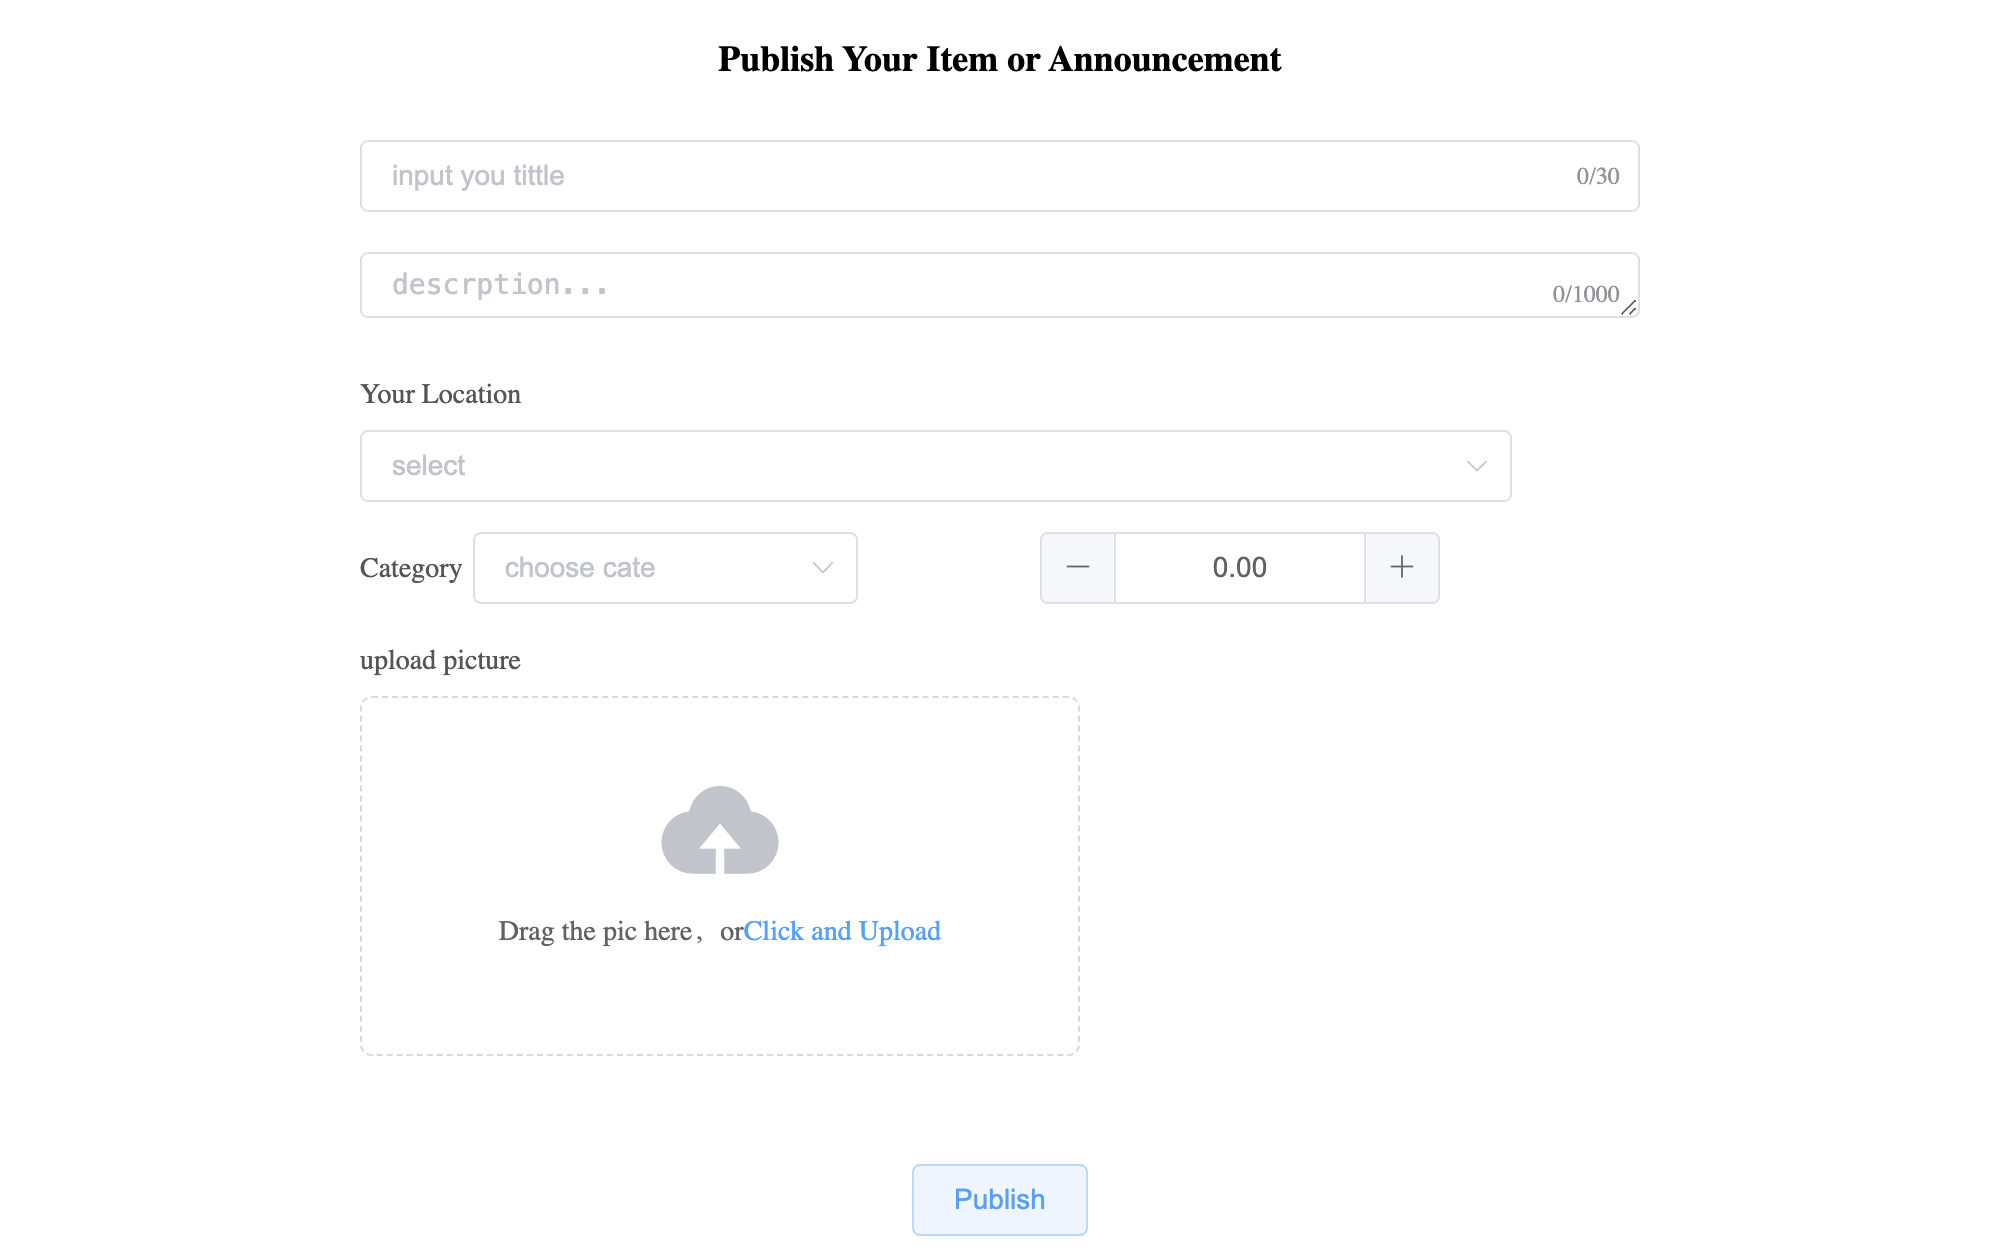 Publish Your Item or Announcement
input you tittle 0/30
descrption... 0/1000
Your Location
select
Category choose cate 0.00
upload picture
Drag the pic here，orClick and Upload
Publish